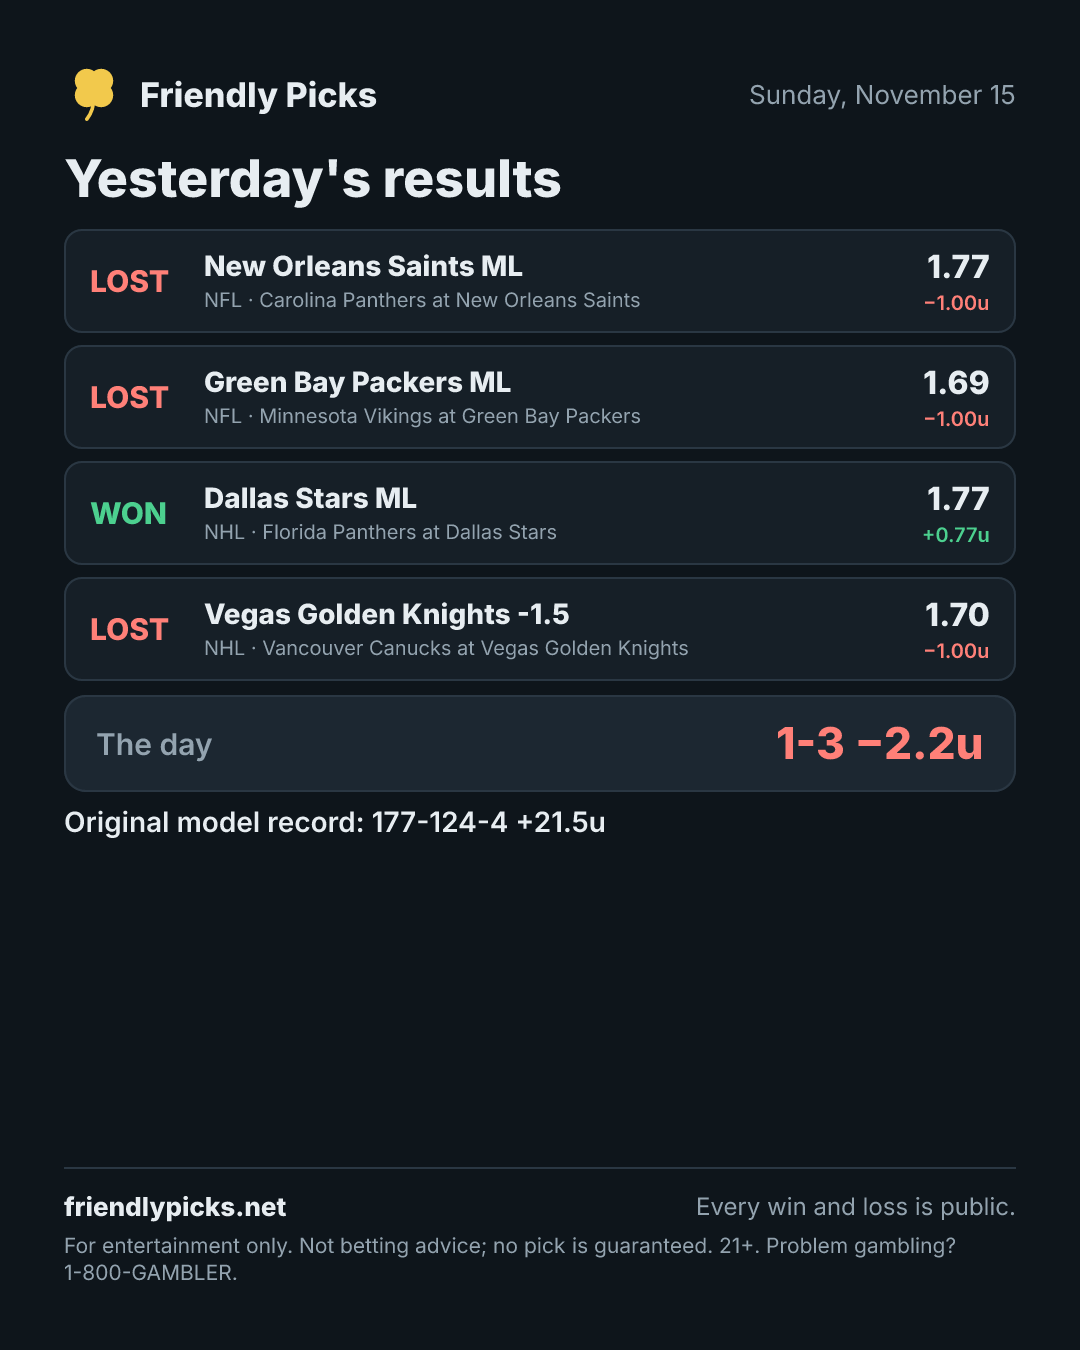 Friendly Picks
Sunday, November 15
Yesterday's results
LOST
New Orleans Saints ML
NFL · Carolina Panthers at New Orleans Saints
1.77
−1.00u
LOST
Green Bay Packers ML
NFL · Minnesota Vikings at Green Bay Packers
1.69
−1.00u
WON
Dallas Stars ML
NHL · Florida Panthers at Dallas Stars
1.77
+0.77u
LOST
Vegas Golden Knights -1.5
NHL · Vancouver Canucks at Vegas Golden Knights
1.70
−1.00u
The day
1-3 −2.2u
Original model record: 177-124-4 +21.5u
friendlypicks.net
Every win and loss is public.
For entertainment only. Not betting advice; no pick is guaranteed. 21+. Problem gambling?
1-800-GAMBLER.